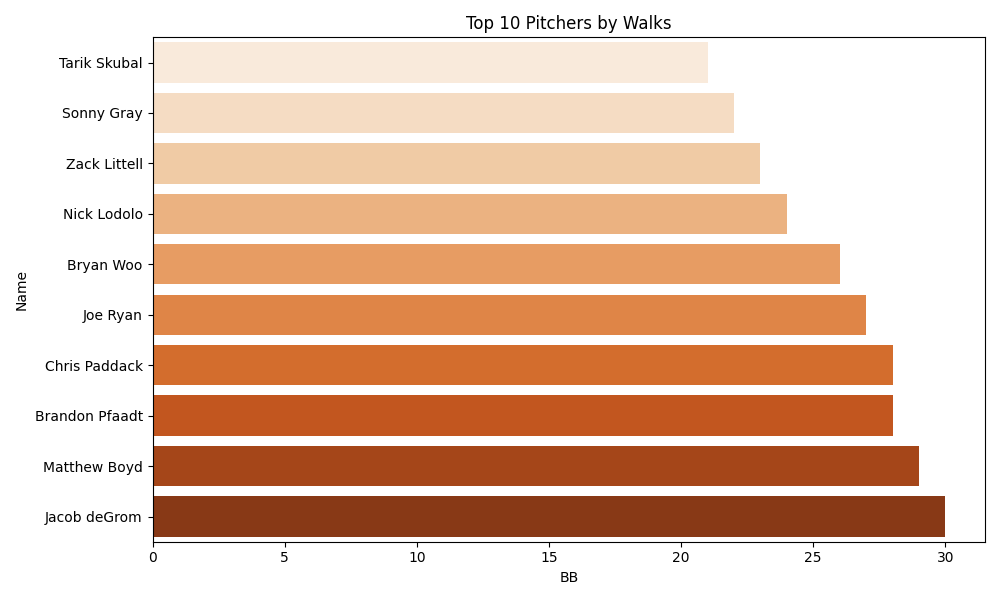 Top 10 Pitchers by Walks
Name
Tarik Skubal
Sonny Gray
Zack Littell
Nick Lodolo
Bryan Woo
Joe Ryan
Chris Paddack
Brandon Pfaadt
Matthew Boyd
Jacob deGrom
0 5 10 15 20 25 30
BB